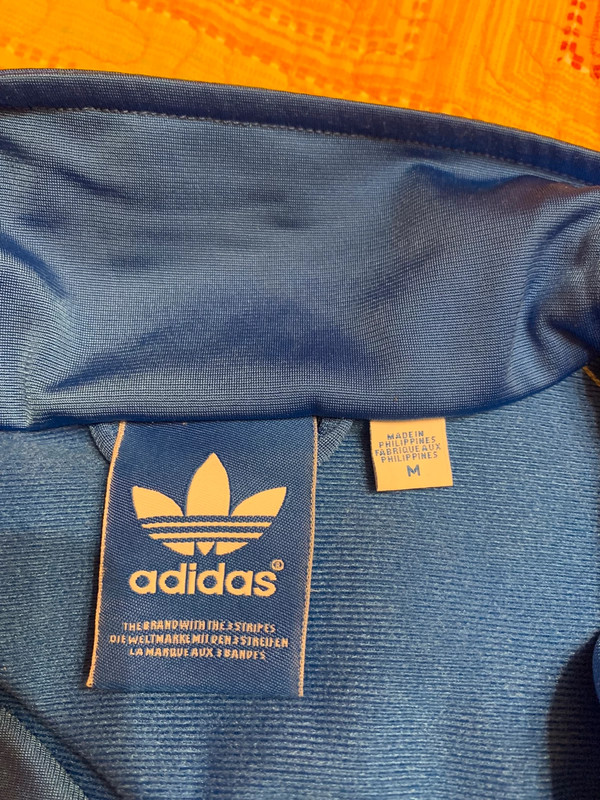 MADE IN
PHILIPPINES
FABRIQUE AUX
PHILIPPINES
M
adidas®
THE BRAND WITH THE 3 STRIPES
DIE WELTMARKE MIT DEN 3 STREIFEN
LA MARQUE AUX 3 BANDES